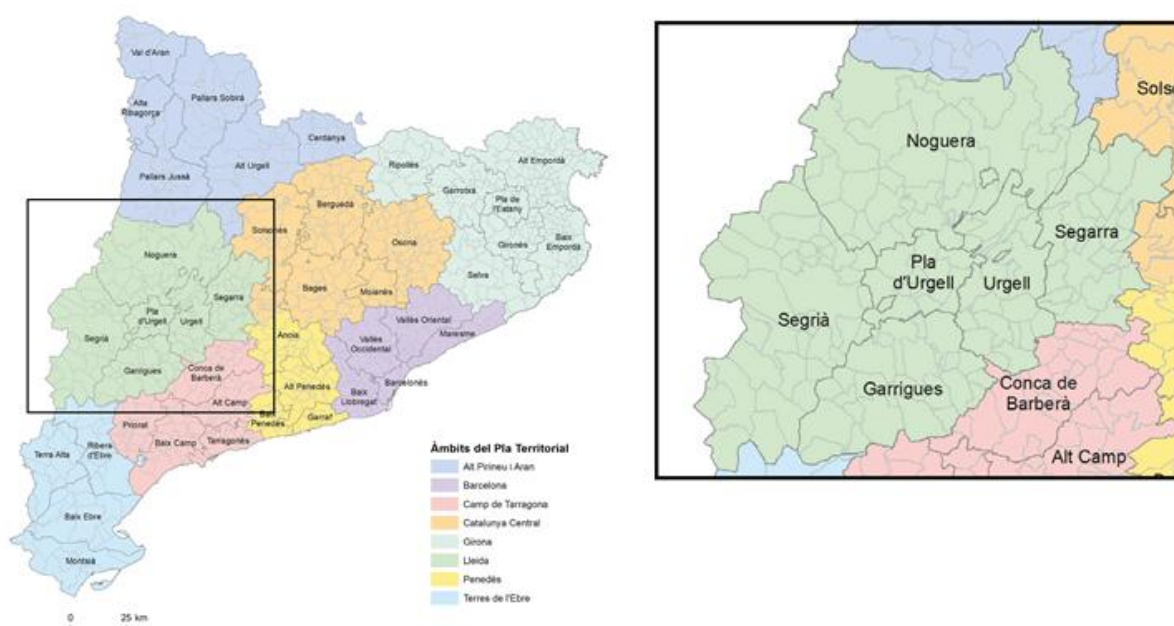 Val d'Aran
Alta
Ribagorça
Pallars Sobirà
Cerdanya
Pallars Jussà
Alt Urgell
Ripollès
Alt Empordà
Garrotxa
Pla de
l'Estany
Berguedà
Solsonès
Osona
Gironès
Baix
Empordà
Noguera
Selva
Bages
Moianès
Segarra
Pla
d'Urgell
Urgell
Segrià
Anoia
Vallès Oriental
Maresme
Vallès
Occidental
Garrigues
Conca de
Barberà
Alt Penedès
Barcelonès
Baix
Llobregat
Alt Camp
Baix
Penedès
Garraf
Priorat
Baix Camp
Tarragonès
Terra Alta
Ribera
d'Ebre
Baix Ebre
Montsià
0 25 km
Àmbits del Pla Territorial
Alt Pirineu i Aran
Barcelona
Camp de Tarragona
Catalunya Central
Girona
Lleida
Penedès
Terres de l'Ebre
Sols
Noguera
Segarra
Pla
d'Urgell
Urgell
Segrià
Garrigues
Conca de
Barberà
Alt Camp